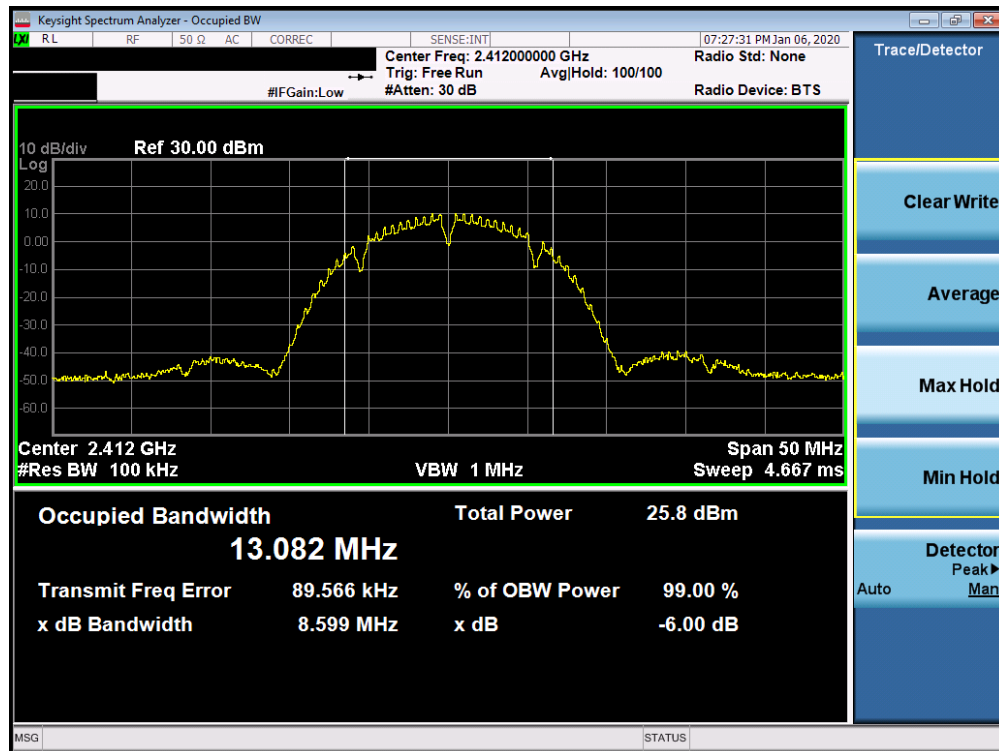 Keysight Spectrum Analyzer - Occupied BW
LXI RL RF 50 Ω AC CORREC SENSE:INT 07:27:31 PM Jan 06, 2020
Center Freq: 2.412000000 GHz Radio Std: None
Trig: Free Run Avg|Hold: 100/100
#IFGain:Low #Atten: 30 dB Radio Device: BTS
10 dB/div Ref 30.00 dBm
Log
20.0
10.0
0.00
-10.0
-20.0
-30.0
-40.0
-50.0
-60.0
Center 2.412 GHz Span 50 MHz
#Res BW 100 kHz VBW 1 MHz Sweep 4.667 ms
Occupied Bandwidth Total Power 25.8 dBm
13.082 MHz
Transmit Freq Error 89.566 kHz % of OBW Power 99.00 %
x dB Bandwidth 8.599 MHz x dB -6.00 dB
MSG STATUS
Trace/Detector
Clear Write
Average
Max Hold
Min Hold
Detector
Peak▶
Auto Man